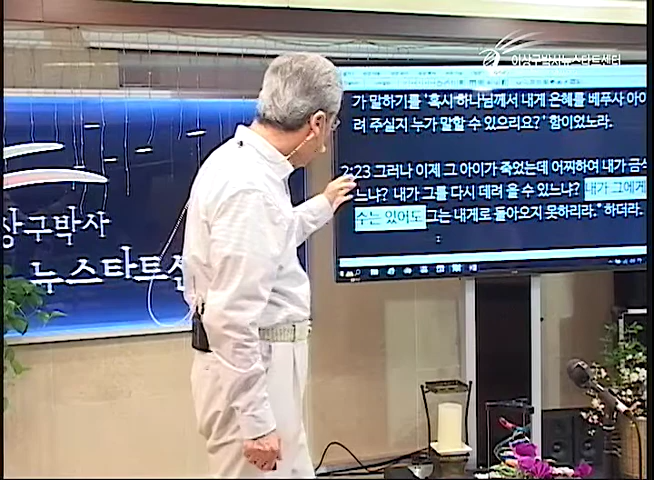 이상구박사뉴스타트센터
가 말하기를 '혹시 하나님께서 내게 은혜를 베푸사 아이
려 주실지 누가 말할 수 있으리요?' 함이었노라.
2:23 그러나 이제 그 아이가 죽었는데 어찌하여 내가 금식
느냐? 내가 그를 다시 데려 올 수 있느냐? 내가 그에게
수는 있어도 그는 내게로 돌아오지 못하리라." 하더라.
상구박사
뉴스타트센